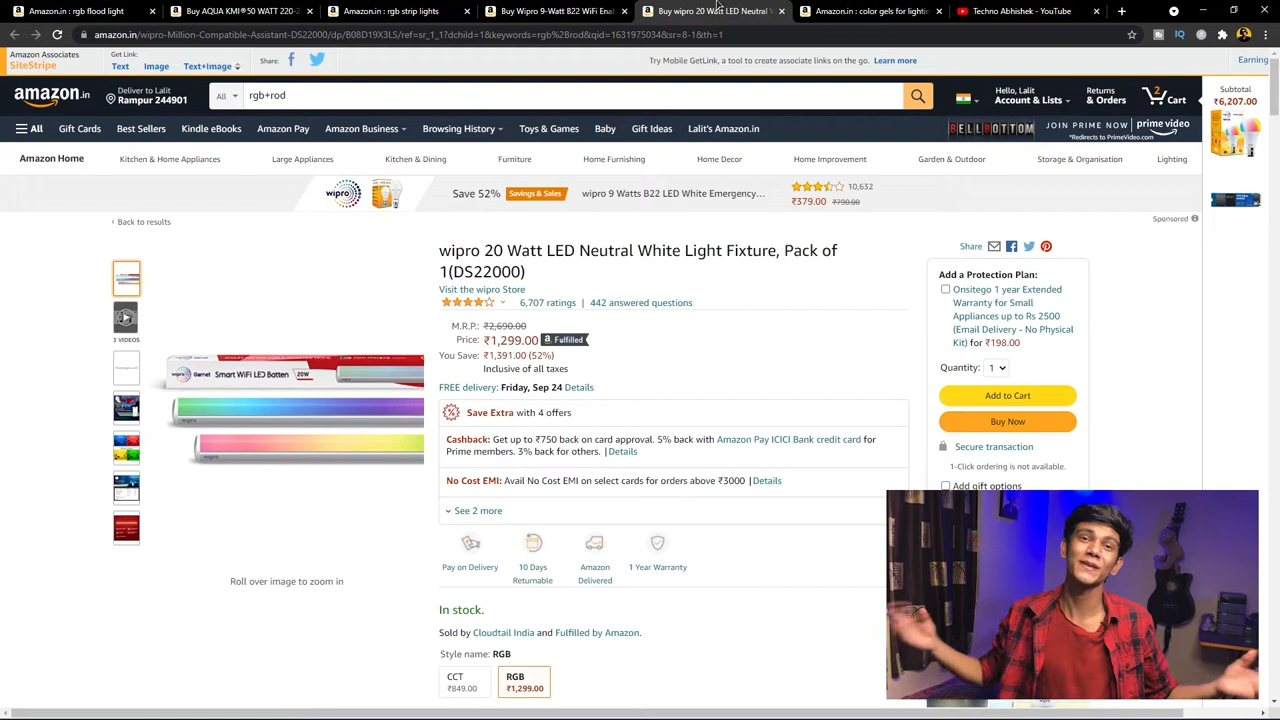 Amazon.in : rgb flood light
Buy AQUA KMI®50 WATT 220-2
Amazon.in : rgb strips
Buy Wipro 9-Watt B22 WiFi Enab
Buy wipro 20 Watt LED Neutral W
Amazon.in : color gels for lightin
Techno Abhishek - YouTube
amazon.in/wipro-Million-Compatible-Assistant-DS22000/dp/B08D19X3LS/ref=sr_1_1?dchild=1&keywords=rgb%2Brod&qid=1631975034&sr=8-1&th=1
Amazon Associates
SiteStripe
Get Link:
Text Image Text+Image
Share:
Try Mobile GetLink, a tool to create associate links on the go. Learn more
Earning
amazon.in
Deliver to Lalit
Rampur 244901
All
rgb+rod
Hello, Lalit
Account & Lists
Returns
& Orders
2
Cart
Subtotal
₹6,207.00
All Gift Cards Best Sellers Kindle eBooks Amazon Pay Amazon Business Browsing History Toys & Games Baby Gift Ideas Lalit's Amazon.in
BELLBOTTOM JOIN PRIME NOW
*Redirects to PrimeVideo.com
prime video
Amazon Home Kitchen & Home Appliances Large Appliances Kitchen & Dining Furniture Home Furnishing Home Decor Home Improvement Garden & Outdoor Storage & Organisation Lighting
wipro
Save 52% Savings & Sales wipro 9 Watts B22 LED White Emergency... 10,632
₹379.00 ₹790.00
Sponsored
‹ Back to results
wipro 20 Watt LED Neutral White Light Fixture, Pack of
1(DS22000)
Visit the wipro Store
6,707 ratings | 442 answered questions
M.R.P.: ₹2,690.00
Price: ₹1,299.00 Fulfilled
You Save: ₹1,391.00 (52%)
Inclusive of all taxes
FREE delivery: Friday, Sep 24 Details
Save Extra with 4 offers
Cashback: Get up to ₹750 back on card approval. 5% back with Amazon Pay ICICI Bank credit card for
Prime members. 3% back for others. |Details
No Cost EMI: Avail No Cost EMI on select cards for orders above ₹3000 |Details
See 2 more
Pay on Delivery
10 Days
Returnable
Amazon
Delivered
1 Year Warranty
In stock.
Sold by Cloudtail India and Fulfilled by Amazon.
Style name: RGB
CCT
₹849.00
RGB
₹1,299.00
3 VIDEOS
wipro Garnet Smart WiFi LED Batten 20W
wipro
wipro
Roll over image to zoom in
Share
Add a Protection Plan:
Onsitego 1 year Extended
Warranty for Small
Appliances up to Rs 2500
(Email Delivery - No Physical
Kit) for ₹198.00
Quantity: 1
Add to Cart
Buy Now
Secure transaction
1-Click ordering is not available.
Add gift options